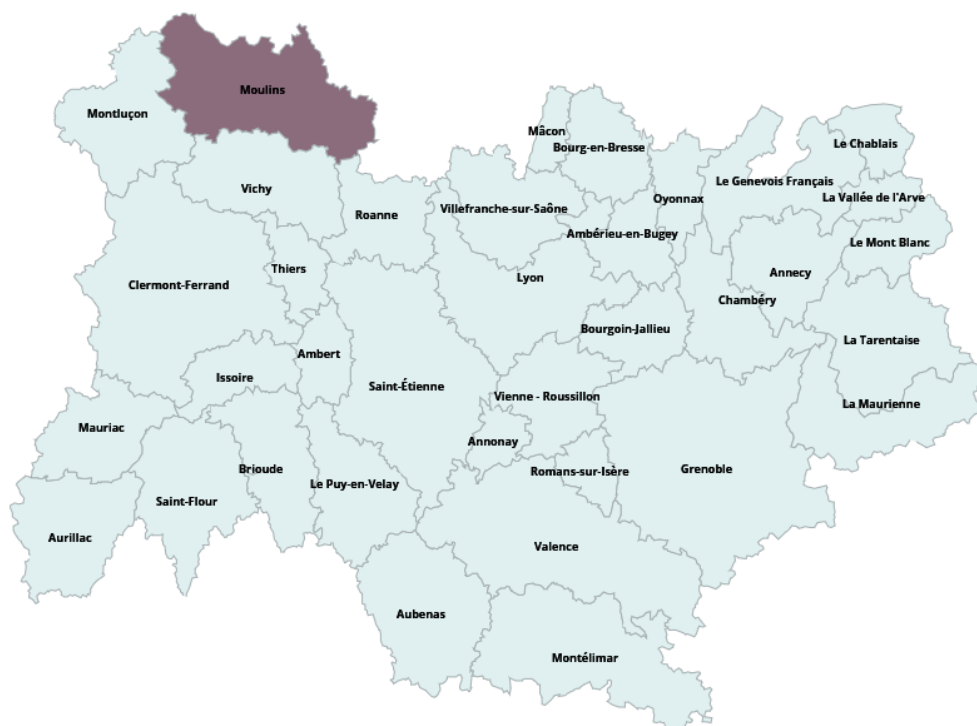 Moulins
Montluçon
Mâcon
Bourg-en-Bresse
Le Chablais
Le Genevois Français
Vichy
La Vallée de l'Arve
Oyonnax
Villefranche-sur-Saône
Roanne
Ambérieu-en-Bugey
Le Mont Blanc
Thiers
Annecy
Lyon
Clermont-Ferrand
Chambéry
Bourgoin-Jallieu
La Tarentaise
Ambert
Issoire
Saint-Étienne
Vienne - Roussillon
La Maurienne
Mauriac
Annonay
Brioude
Grenoble
Romans-sur-Isère
Le Puy-en-Velay
Saint-Flour
Aurillac
Valence
Aubenas
Montélimar